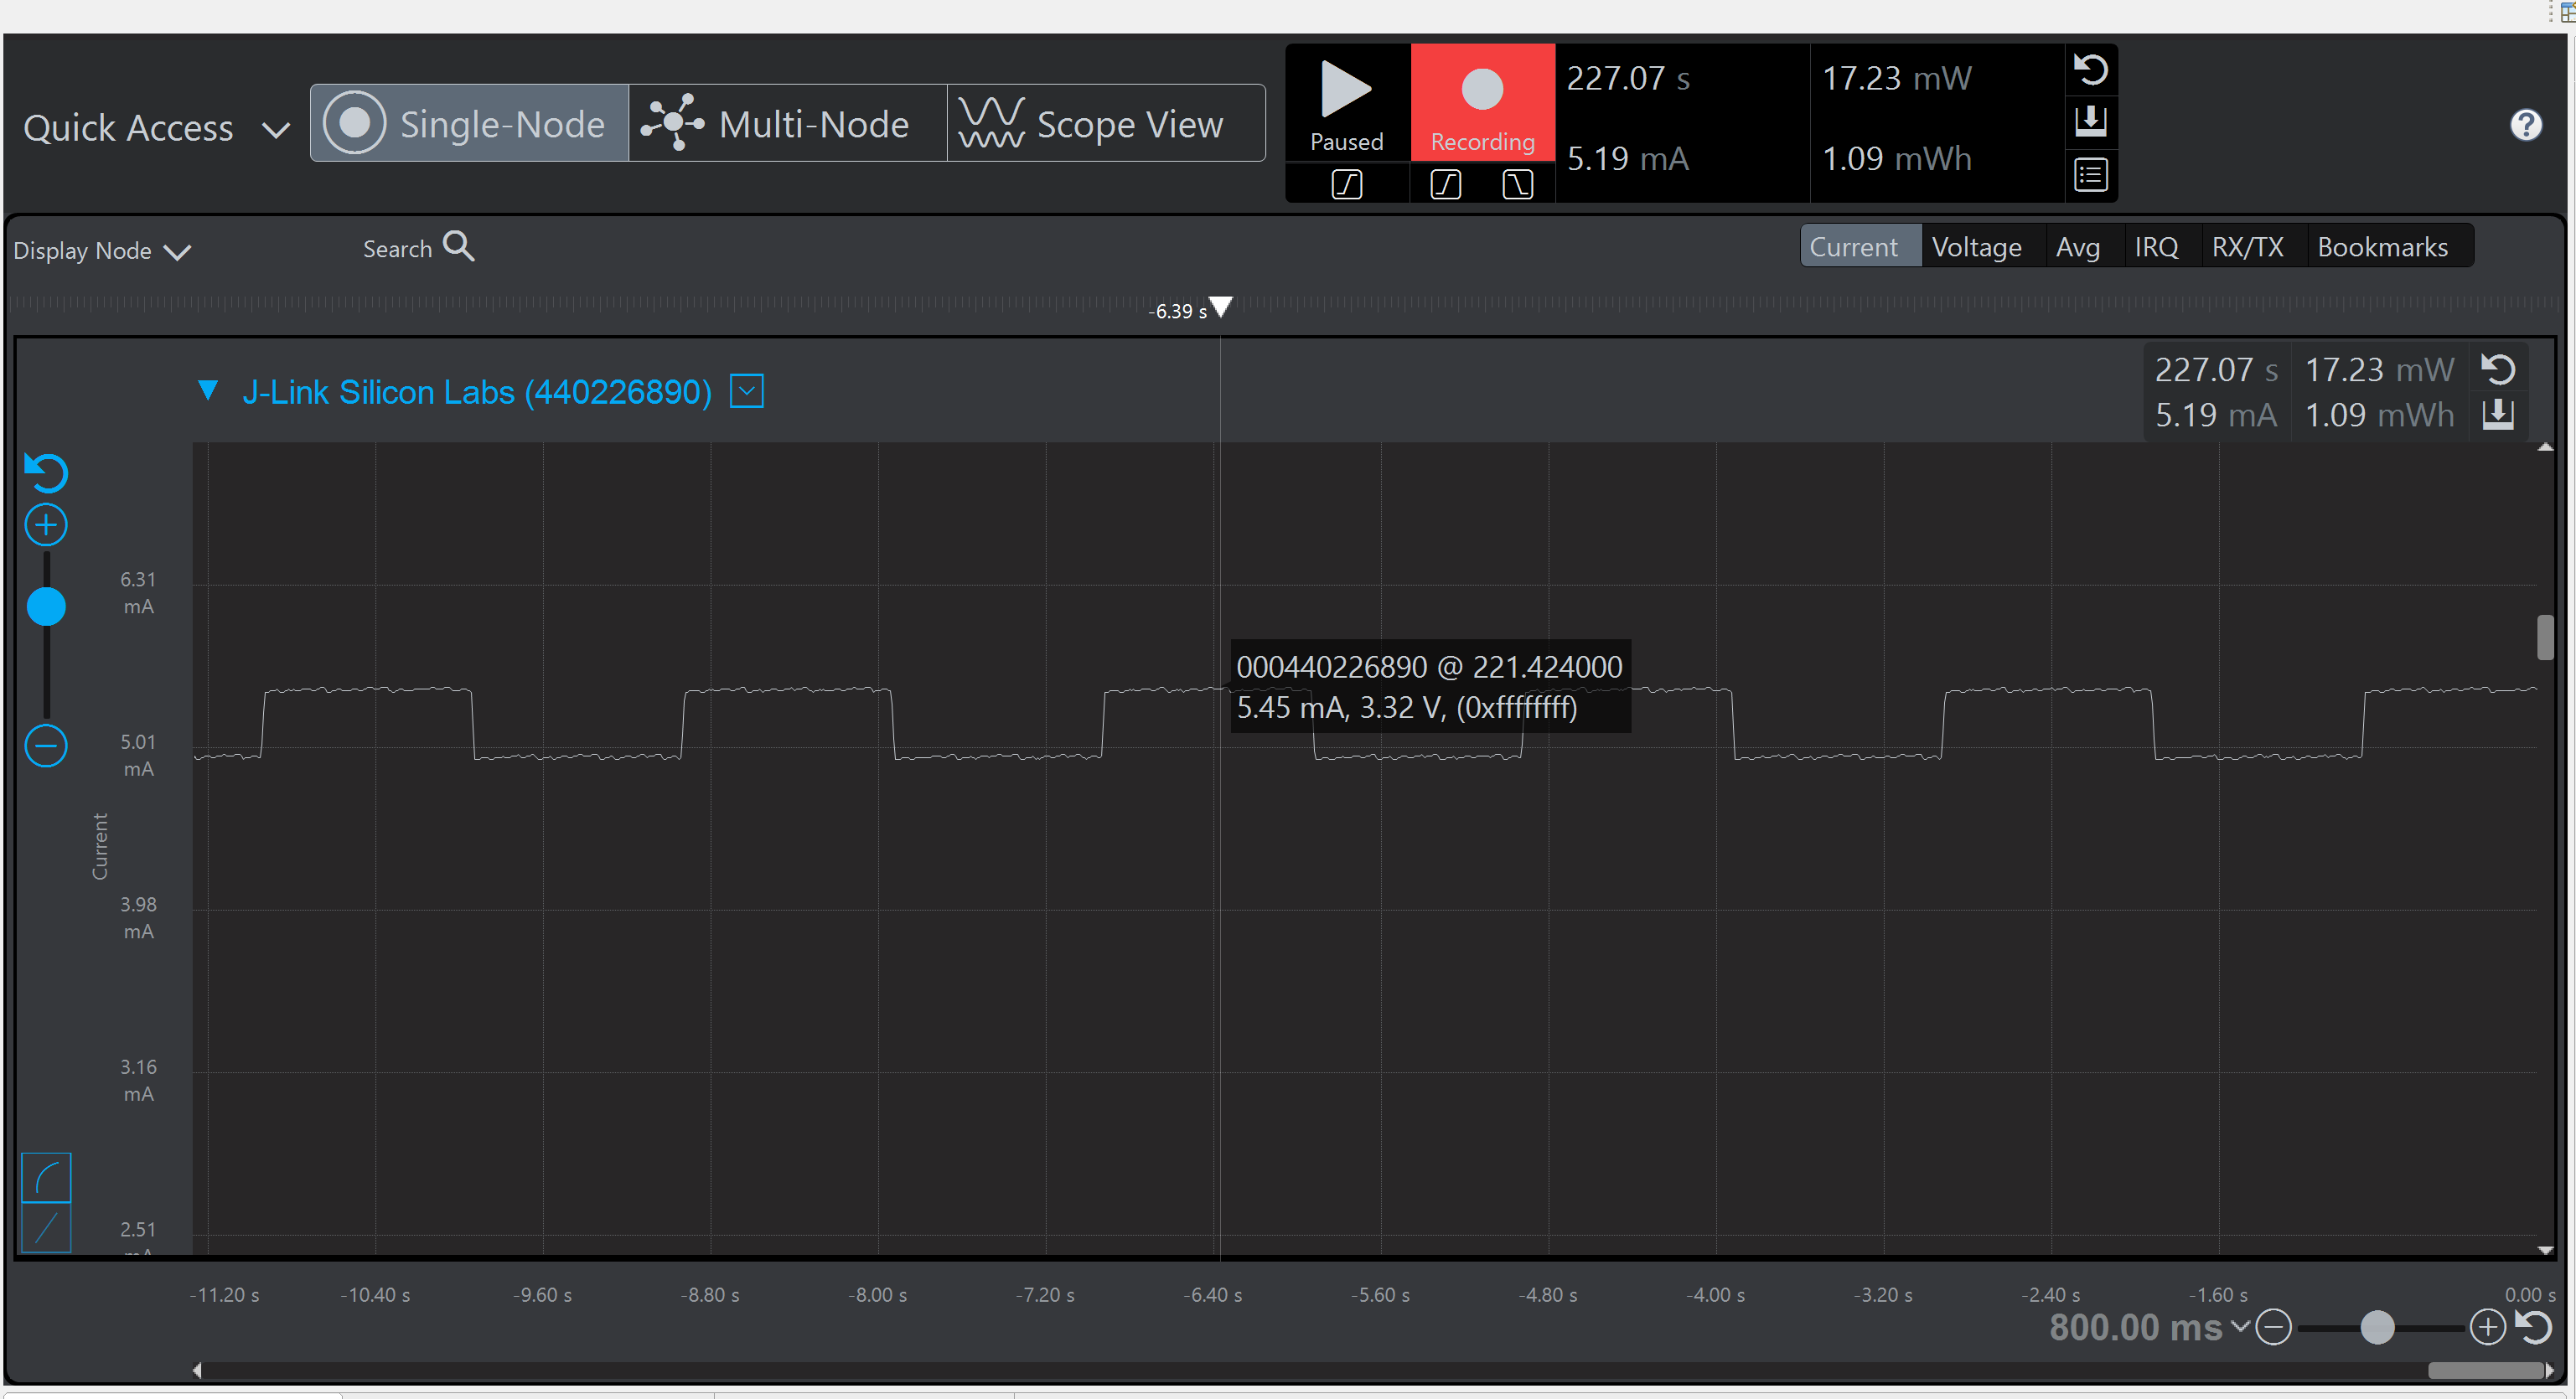 Quick Access
Single-Node
Multi-Node
Scope View
Paused
Recording
227.07 s
17.23 mW
5.19 mA
1.09 mWh
Display Node
Search
Current
Voltage
Avg
IRQ
RX/TX
Bookmarks
-6.39 s
J-Link Silicon Labs (440226890)
227.07 s
17.23 mW
5.19 mA
1.09 mWh
6.31
mA
000440226890 @ 221.424000
5.45 mA, 3.32 V, (0xffffffff)
5.01
mA
Current
3.98
mA
3.16
mA
2.51
mA
-11.20 s
-10.40 s
-9.60 s
-8.80 s
-8.00 s
-7.20 s
-6.40 s
-5.60 s
-4.80 s
-4.00 s
-3.20 s
-2.40 s
-1.60 s
0.00 s
800.00 ms